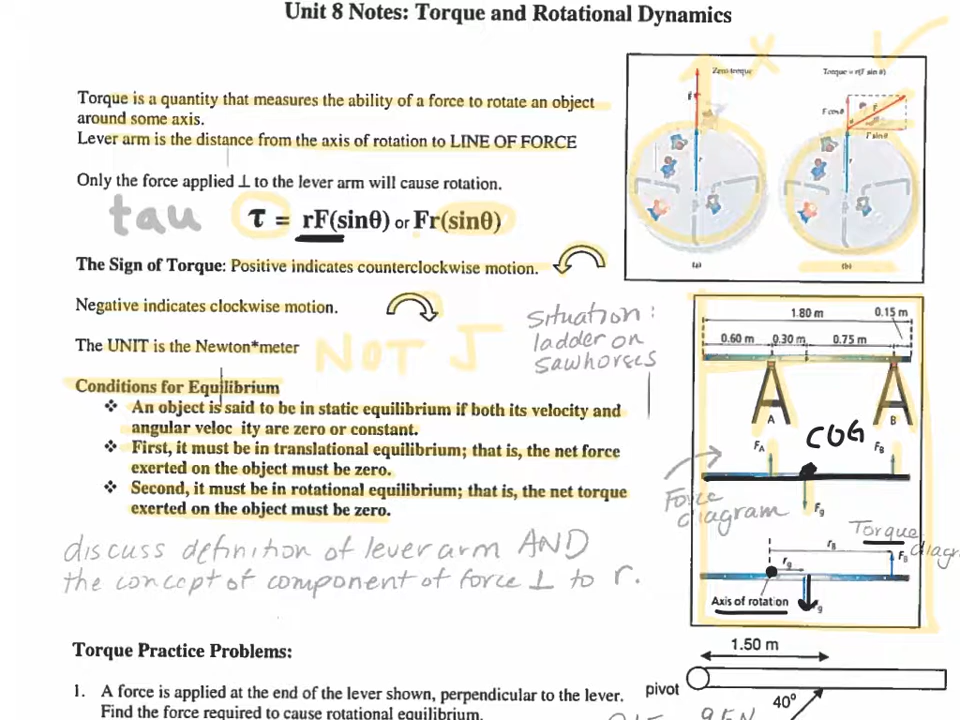 Unit 8 Notes: Torque and Rotational Dynamics
Torque is a quantity that measures the ability of a force to rotate an object
around some axis.
Lever arm is the distance from the axis of rotation to LINE OF FORCE
Only the force applied ⊥ to the lever arm will cause rotation.
tau
τ = rF(sinθ) or Fr(sinθ)
The Sign of Torque: Positive indicates counterclockwise motion.
Negative indicates clockwise motion.
The UNIT is the Newton*meter
NOT J
Conditions for Equilibrium
❖ An object is said to be in static equilibrium if both its velocity and
angular veloc ity are zero or constant.
❖ First, it must be in translational equilibrium; that is, the net force
exerted on the object must be zero.
❖ Second, it must be in rotational equilibrium; that is, the net torque
exerted on the object must be zero.
discuss definition of lever arm AND
the concept of component of force ⊥ to r.
X
Zero torque
Torque = r(F sin θ)
F
F cos θ
F
θ
F sin θ
r
r
(a)
(b)
situation:
ladder on
sawhorses
1.80 m
0.15 m
0.60 m
0.30 m
0.75 m
A
B
COG
F_A
F_B
F_g
Force
diagram
Torque
diagra
r_B
r_g
F_B
Axis of rotation
g
Torque Practice Problems:
1. A force is applied at the end of the lever shown, perpendicular to the lever.
Find the force required to cause rotational equilibrium.
1.50 m
pivot
40°